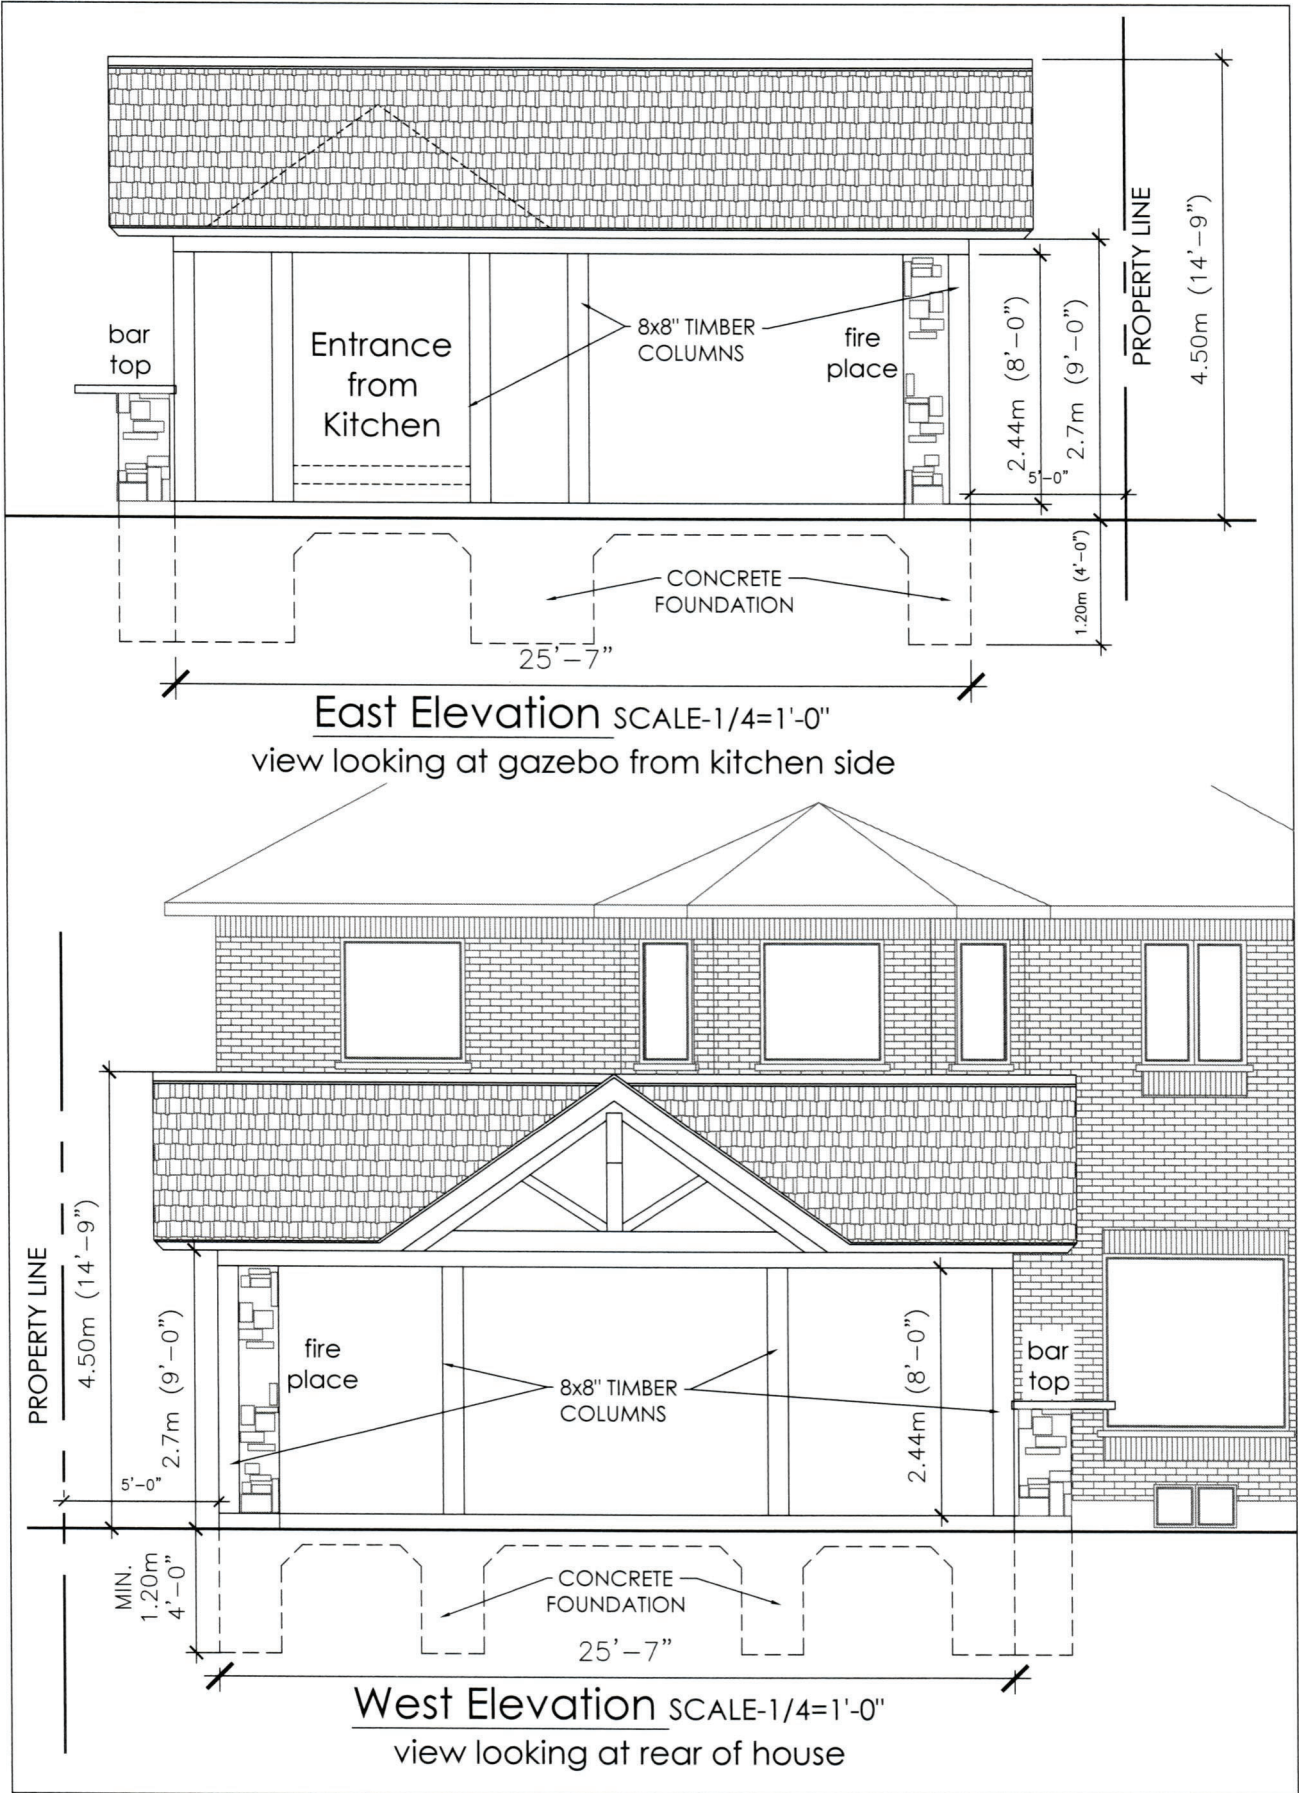 bar
top
Entrance
from
Kitchen
8x8" TIMBER
COLUMNS
fire
place
2.44m (8'-0")
2.7m (9'-0")
PROPERTY LINE
4.50m (14'-9")
5'-0"
1.20m (4'-0")
CONCRETE
FOUNDATION
25'-7"
East Elevation SCALE-1/4=1'-0"
view looking at gazebo from kitchen side
PROPERTY LINE
4.50m (14'-9")
2.7m (9'-0")
5'-0"
fire
place
8x8" TIMBER
COLUMNS
2.44m (8'-0")
bar
top
MIN.
1.20m
4'-0"
CONCRETE
FOUNDATION
25'-7"
West Elevation SCALE-1/4=1'-0"
view looking at rear of house